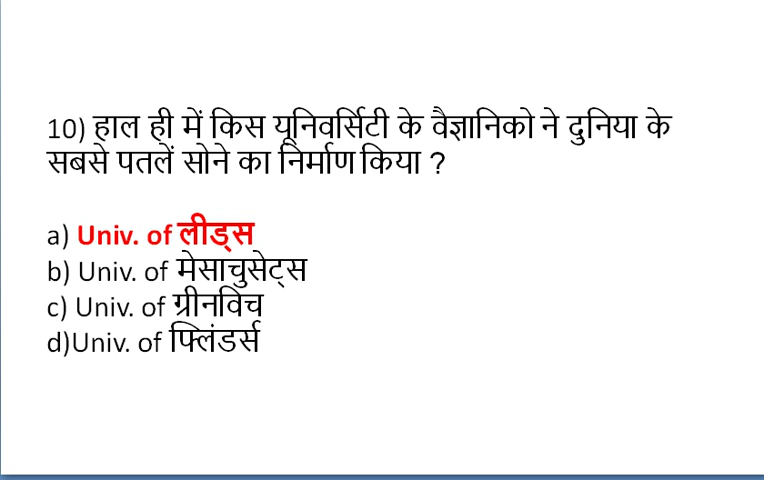 10) हाल ही में किस यूनिवर्सिटी के वैज्ञानिको ने दुनिया के
सबसे पतलें सोने का निर्माण किया ?
a) Univ. of लीड्स
b) Univ. of मेसाचुसेट्स
c) Univ. of ग्रीनविच
d)Univ. of फ्लिंडर्स